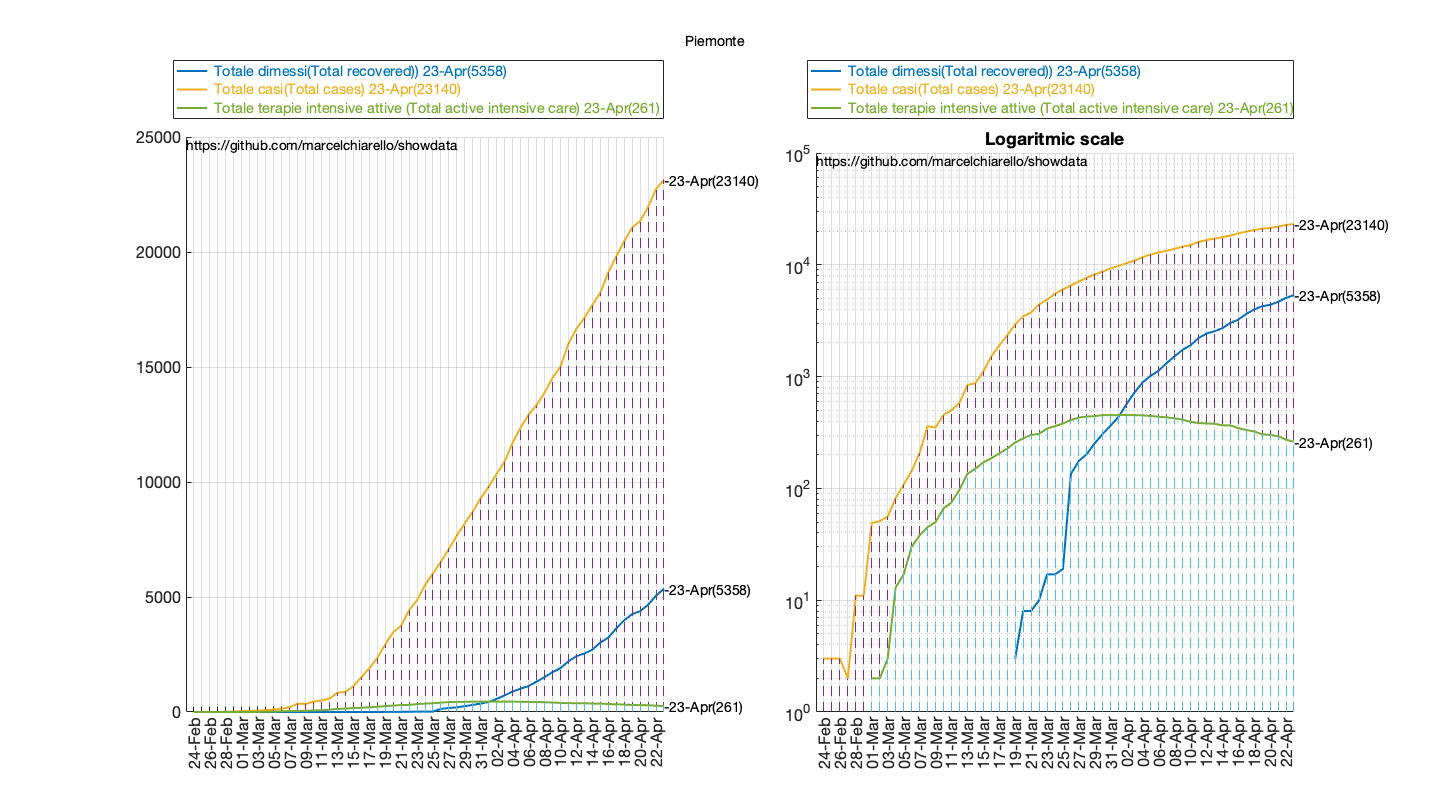 Piemonte
Totale dimessi(Total recovered)) 23-Apr(5358)
Totale casi(Total cases) 23-Apr(23140)
Totale terapie intensive attive (Total active intensive care) 23-Apr(261)
25000
https://github.com/marcelchiarello/showdata
-23-Apr(23140)
20000
15000
10000
5000
-23-Apr(5358)
0
-23-Apr(261)
24-Feb
26-Feb
28-Feb
01-Mar
03-Mar
05-Mar
07-Mar
09-Mar
11-Mar
13-Mar
15-Mar
17-Mar
19-Mar
21-Mar
23-Mar
25-Mar
27-Mar
29-Mar
31-Mar
02-Apr
04-Apr
06-Apr
08-Apr
10-Apr
12-Apr
14-Apr
16-Apr
18-Apr
20-Apr
22-Apr
Totale dimessi(Total recovered)) 23-Apr(5358)
Totale casi(Total cases) 23-Apr(23140)
Totale terapie intensive attive (Total active intensive care) 23-Apr(261)
Logaritmic scale
10^5
https://github.com/marcelchiarello/showdata
-23-Apr(23140)
10^4
-23-Apr(5358)
10^3
-23-Apr(261)
10^2
10^1
10^0
24-Feb
26-Feb
28-Feb
01-Mar
03-Mar
05-Mar
07-Mar
09-Mar
11-Mar
13-Mar
15-Mar
17-Mar
19-Mar
21-Mar
23-Mar
25-Mar
27-Mar
29-Mar
31-Mar
02-Apr
04-Apr
06-Apr
08-Apr
10-Apr
12-Apr
14-Apr
16-Apr
18-Apr
20-Apr
22-Apr